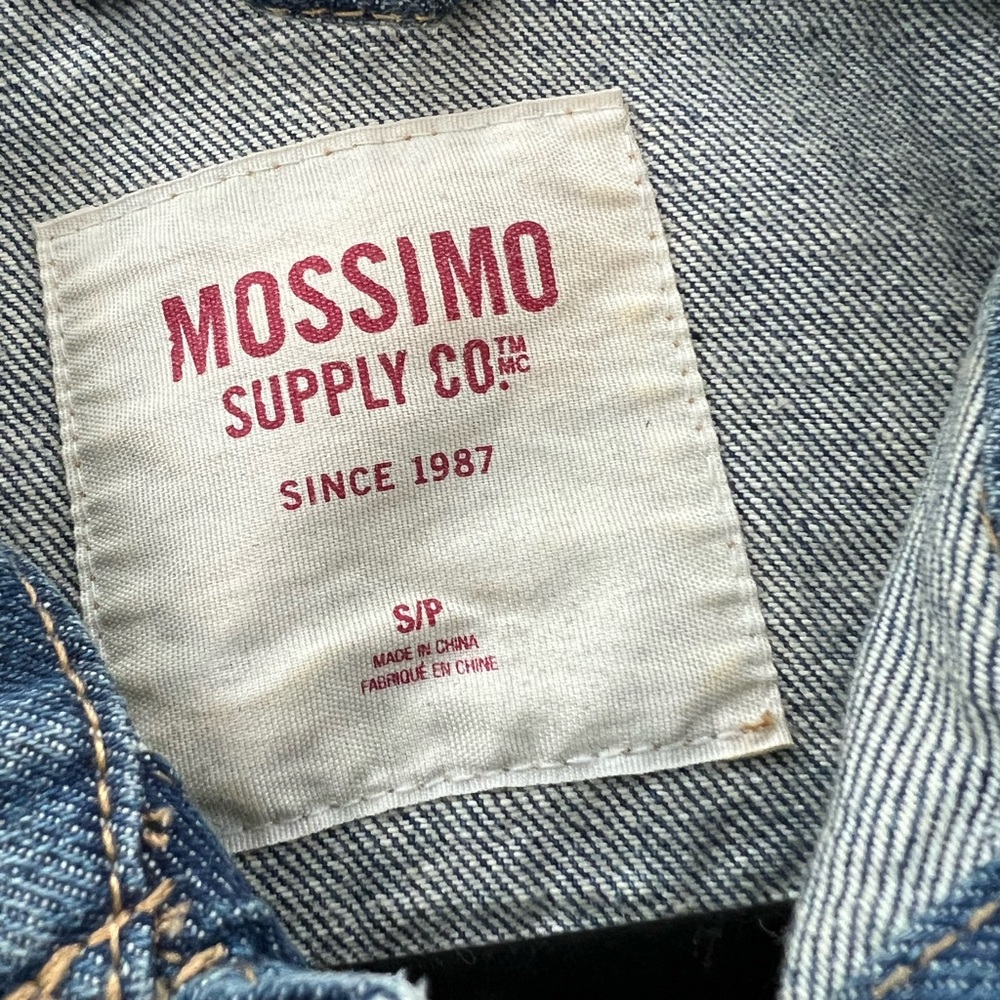 MOSSIMO
SUPPLY CO.™ MC
SINCE 1987
S/P
MADE IN CHINA
FABRIQUÉ EN CHINE